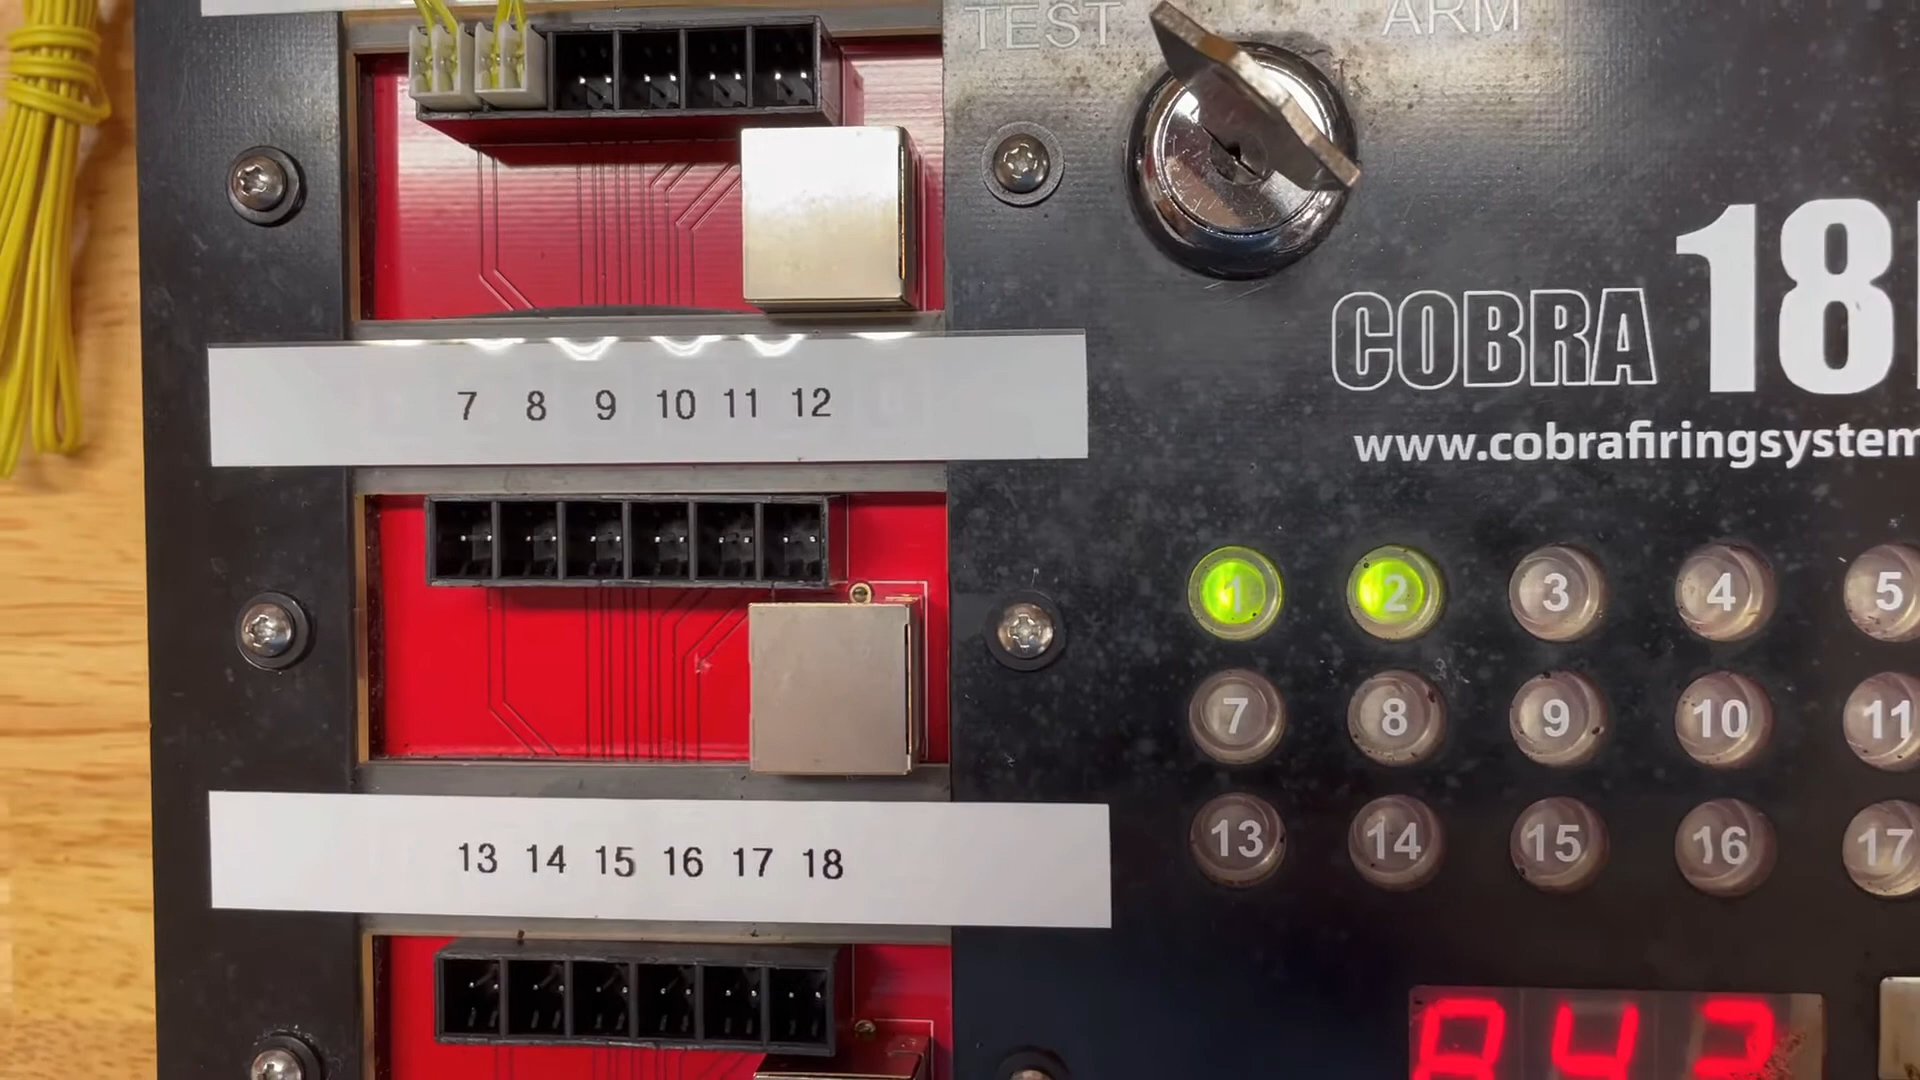 TEST ARM
COBRA 18
www.cobrafiringsystem
7 8 9 10 11 12
1 2 3 4 5
7 8 9 10 11
13 14 15 16 17
13 14 15 16 17 18